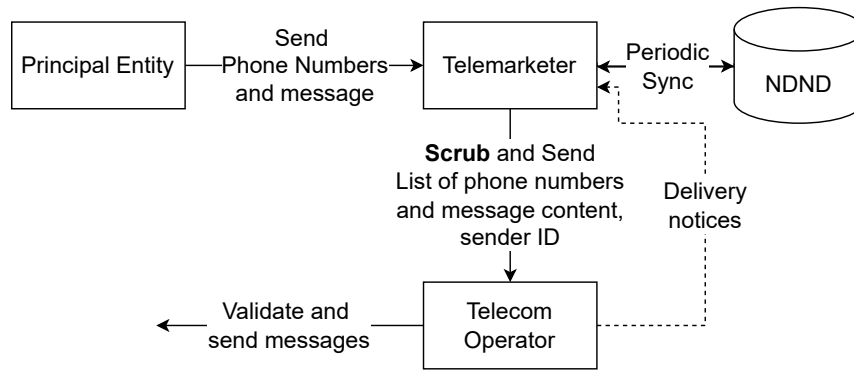 Principal Entity
Send
Phone Numbers
and message
Telemarketer
Periodic
Sync
NDND
Scrub and Send
List of phone numbers
and message content,
sender ID
Delivery
notices
Validate and
send messages
Telecom
Operator